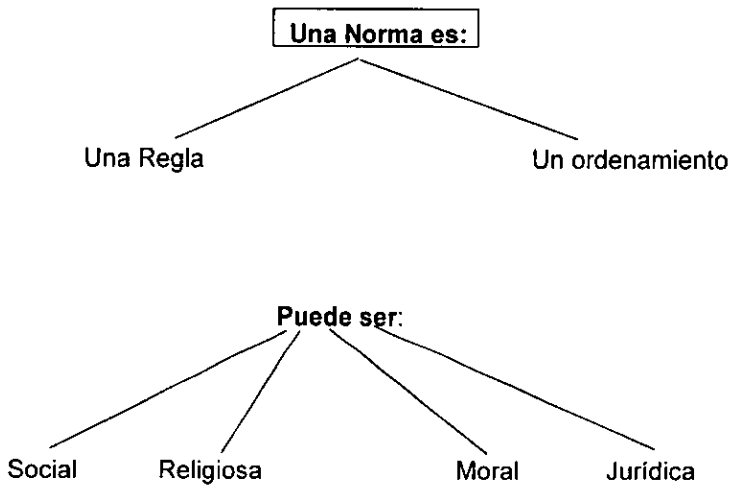 Una Norma es:
Una Regla
Un ordenamiento
Puede ser:
Social
Religiosa
Moral
Jurídica